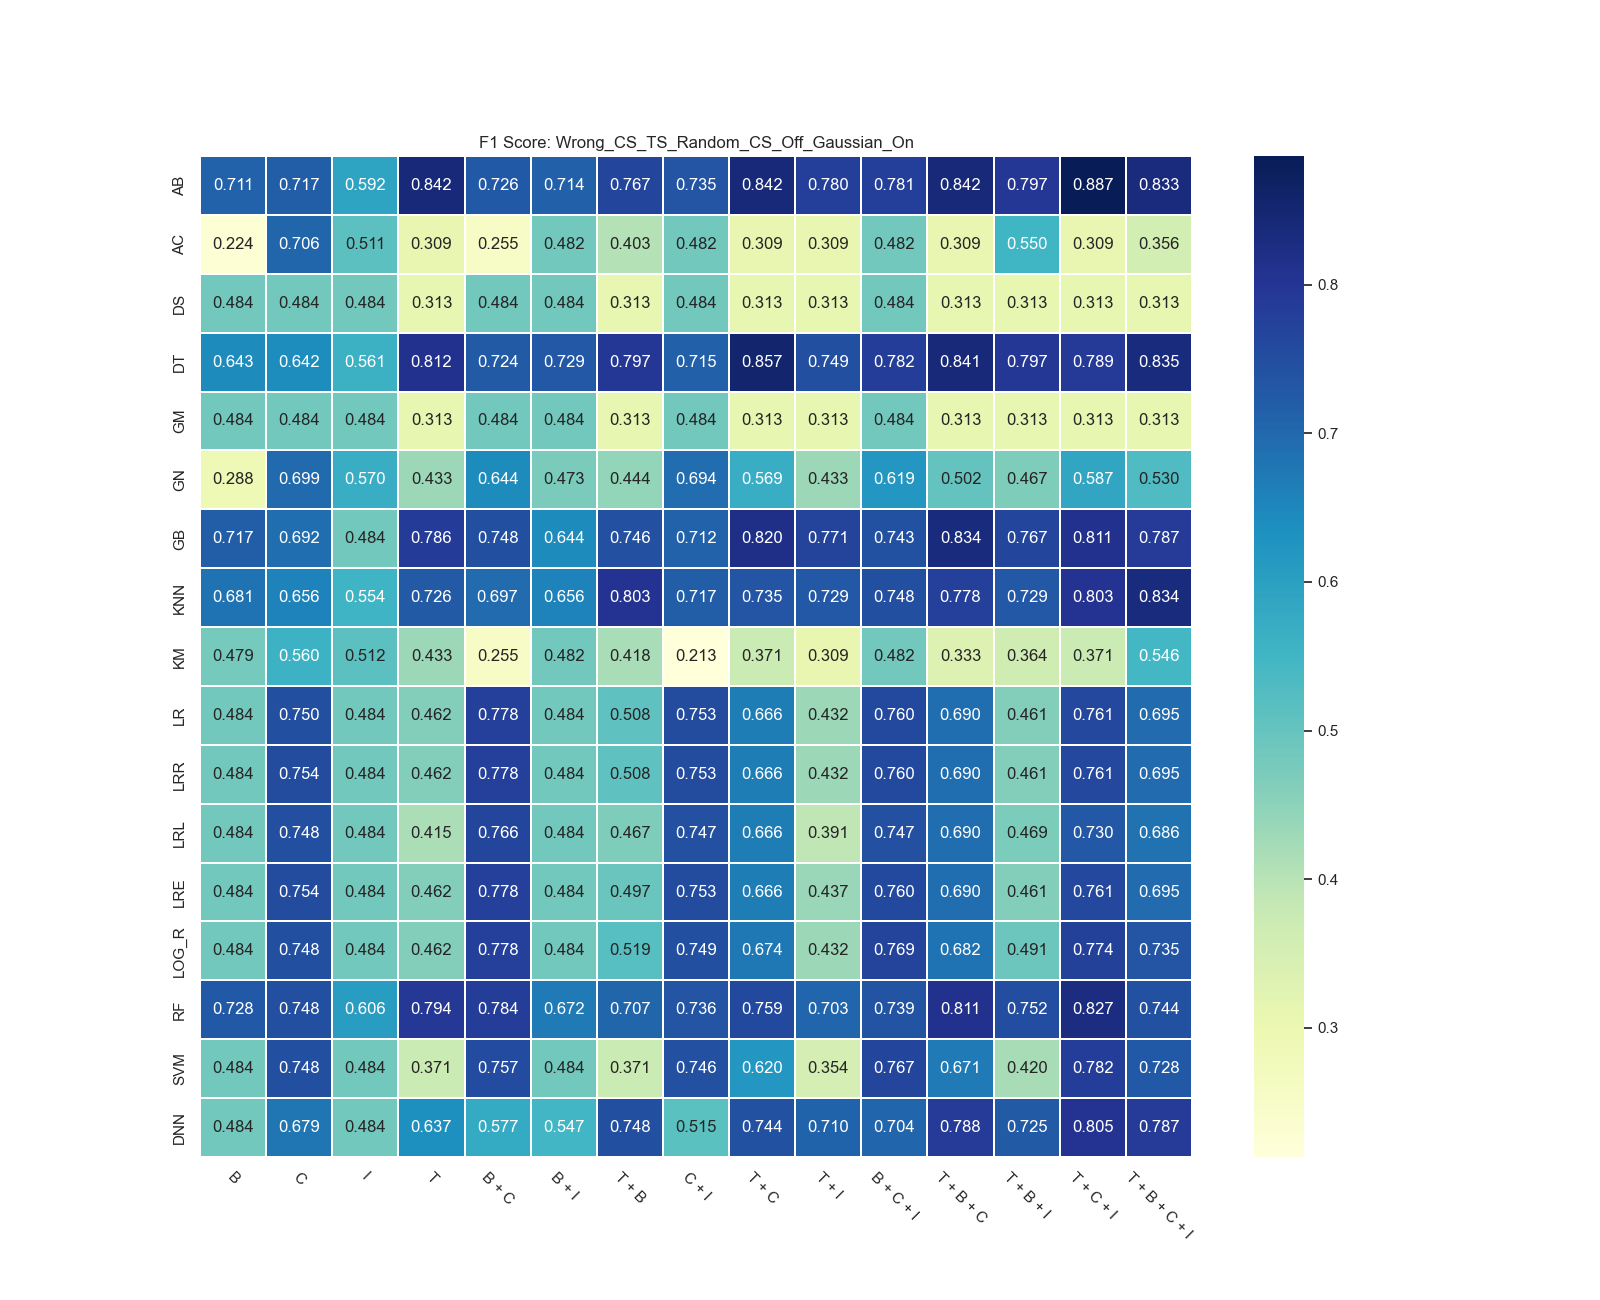 F1 Score: Wrong_CS_TS_Random_CS_Off_Gaussian_On
AB 0.711 0.717 0.592 0.842 0.726 0.714 0.767 0.735 0.842 0.780 0.781 0.842 0.797 0.887 0.833
AC 0.224 0.706 0.511 0.309 0.255 0.482 0.403 0.482 0.309 0.309 0.482 0.309 0.550 0.309 0.356
DS 0.484 0.484 0.484 0.313 0.484 0.484 0.313 0.484 0.313 0.313 0.484 0.313 0.313 0.313 0.313
DT 0.643 0.642 0.561 0.812 0.724 0.729 0.797 0.715 0.857 0.749 0.782 0.841 0.797 0.789 0.835
GM 0.484 0.484 0.484 0.313 0.484 0.484 0.313 0.484 0.313 0.313 0.484 0.313 0.313 0.313 0.313
GN 0.288 0.699 0.570 0.433 0.644 0.473 0.444 0.694 0.569 0.433 0.619 0.502 0.467 0.587 0.530
GB 0.717 0.692 0.484 0.786 0.748 0.644 0.746 0.712 0.820 0.771 0.743 0.834 0.767 0.811 0.787
KNN 0.681 0.656 0.554 0.726 0.697 0.656 0.803 0.717 0.735 0.729 0.748 0.778 0.729 0.803 0.834
KM 0.479 0.560 0.512 0.433 0.255 0.482 0.418 0.213 0.371 0.309 0.482 0.333 0.364 0.371 0.546
LR 0.484 0.750 0.484 0.462 0.778 0.484 0.508 0.753 0.666 0.432 0.760 0.690 0.461 0.761 0.695
LRR 0.484 0.754 0.484 0.462 0.778 0.484 0.508 0.753 0.666 0.432 0.760 0.690 0.461 0.761 0.695
LRL 0.484 0.748 0.484 0.415 0.766 0.484 0.467 0.747 0.666 0.391 0.747 0.690 0.469 0.730 0.686
LRE 0.484 0.754 0.484 0.462 0.778 0.484 0.497 0.753 0.666 0.437 0.760 0.690 0.461 0.761 0.695
LOG_R 0.484 0.748 0.484 0.462 0.778 0.484 0.519 0.749 0.674 0.432 0.769 0.682 0.491 0.774 0.735
RF 0.728 0.748 0.606 0.794 0.784 0.672 0.707 0.736 0.759 0.703 0.739 0.811 0.752 0.827 0.744
SVM 0.484 0.748 0.484 0.371 0.757 0.484 0.371 0.746 0.620 0.354 0.767 0.671 0.420 0.782 0.728
DNN 0.484 0.679 0.484 0.637 0.577 0.547 0.748 0.515 0.744 0.710 0.704 0.788 0.725 0.805 0.787
B C I T B + C B + I T + B C + I T + C T + I B + C + I T + B + C T + B + I T + C + I T + B + C + I
0.8
0.7
0.6
0.5
0.4
0.3